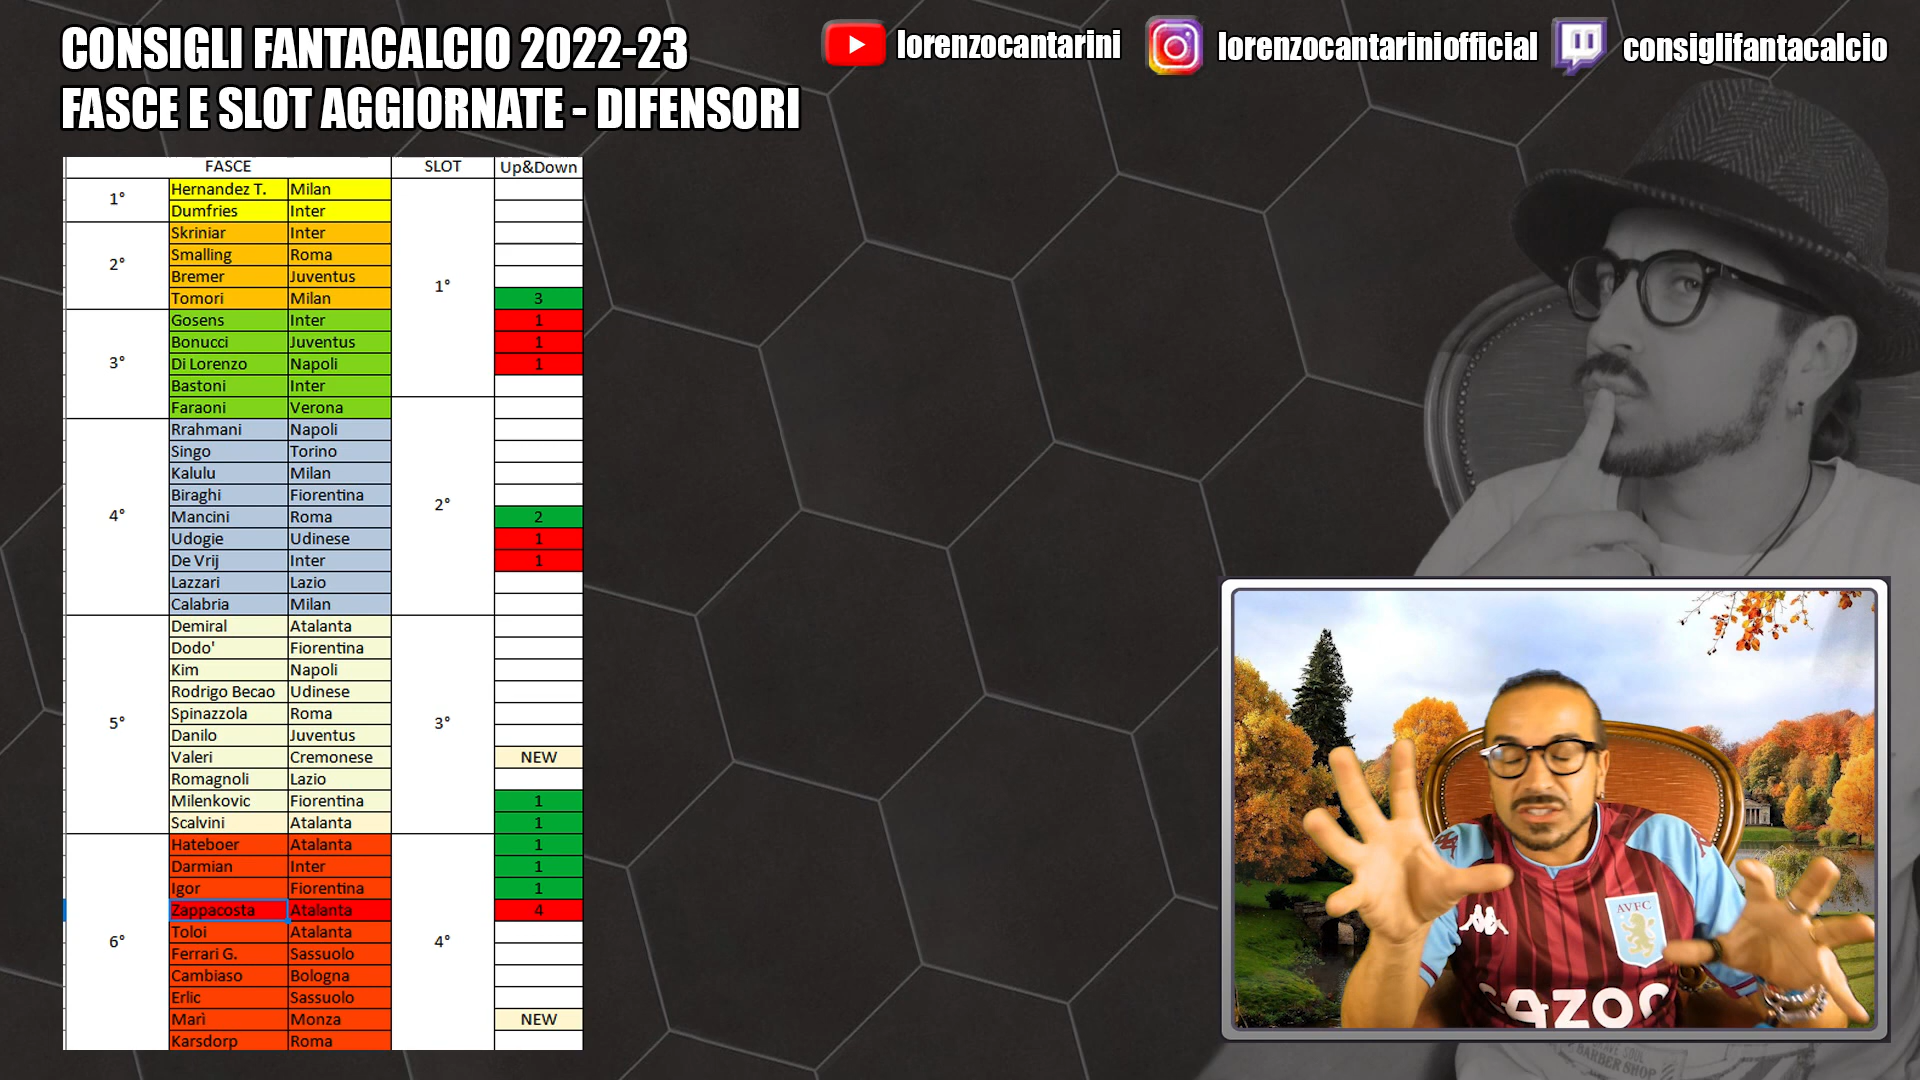 CONSIGLI FANTACALCIO 2022-23
FASCE E SLOT AGGIORNATE - DIFENSORI
lorenzocantarini
lorenzocantariniofficial
consiglifantacalcio
FASCE SLOT Up&Down
1° Hernandez T. Milan
Dumfries Inter
2° Skriniar Inter
Smalling Roma
Bremer Juventus
1°
Tomori Milan 3
3° Gosens Inter 1
Bonucci Juventus 1
Di Lorenzo Napoli 1
Bastoni Inter
Faraoni Verona
4° Rrahmani Napoli
Singo Torino
Kalulu Milan
Biraghi Fiorentina
2°
Mancini Roma 2
Udogie Udinese 1
De Vrij Inter 1
Lazzari Lazio
Calabria Milan
5° Demiral Atalanta
Dodo' Fiorentina
Kim Napoli
Rodrigo Becao Udinese
Spinazzola Roma
3°
Danilo Juventus
Valeri Cremonese NEW
Romagnoli Lazio
Milenkovic Fiorentina 1
Scalvini Atalanta 1
6° Hateboer Atalanta 1
Darmian Inter 1
Igor Fiorentina 1
Zappacosta Atalanta 4
Toloi Atalanta
4°
Ferrari G. Sassuolo
Cambiaso Bologna
Erlic Sassuolo
Marì Monza NEW
Karsdorp Roma
AVFC
CAZOO
BARBER SHOP